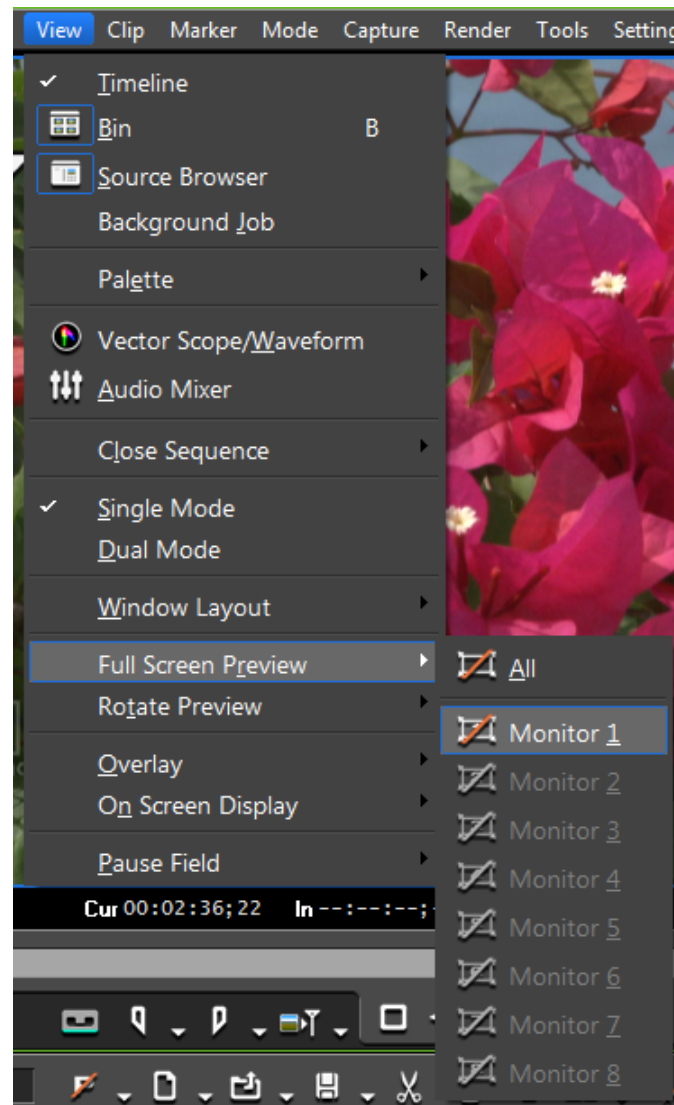 View Clip Marker Mode Capture Render Tools Setting
Timeline
Bin B
Source Browser
Background Job
Palette
Vector Scope/Waveform
Audio Mixer
Close Sequence
Single Mode
Dual Mode
Window Layout
Full Screen Preview
All
Rotate Preview
Monitor 1
Overlay
Monitor 2
On Screen Display
Monitor 3
Pause Field
Monitor 4
Cur 00:02:36;22 In --:--:--;-
Monitor 5
Monitor 6
Monitor 7
Monitor 8